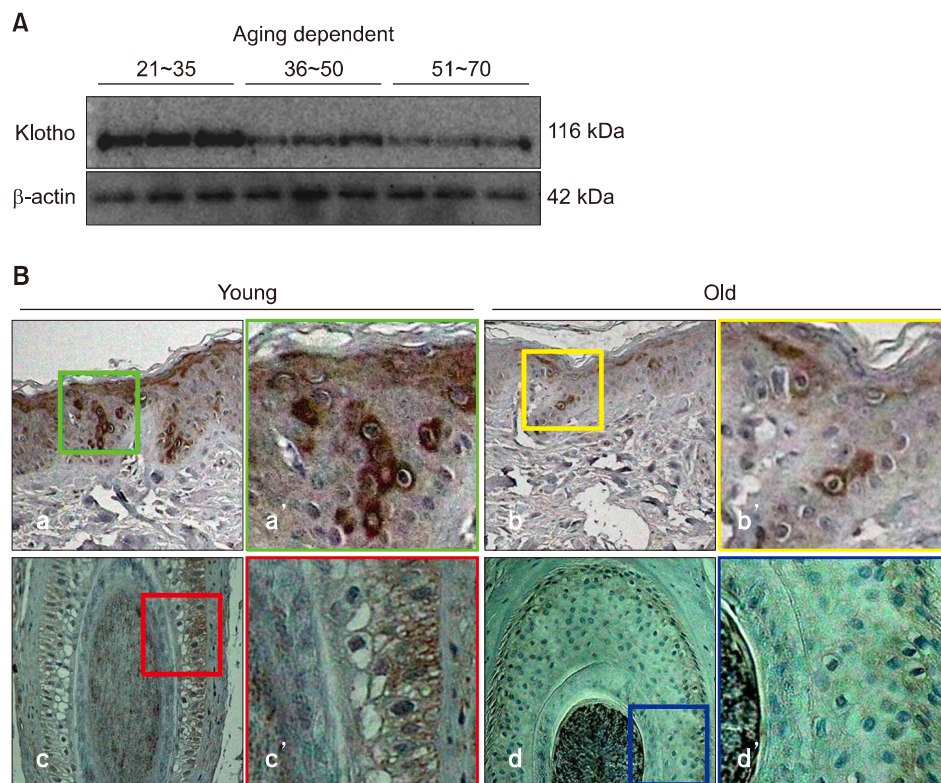 A
Aging dependent
21~35 36~50 51~70
Klotho 116 kDa
β-actin 42 kDa
B
Young Old
a a' b b'
c c' d d'